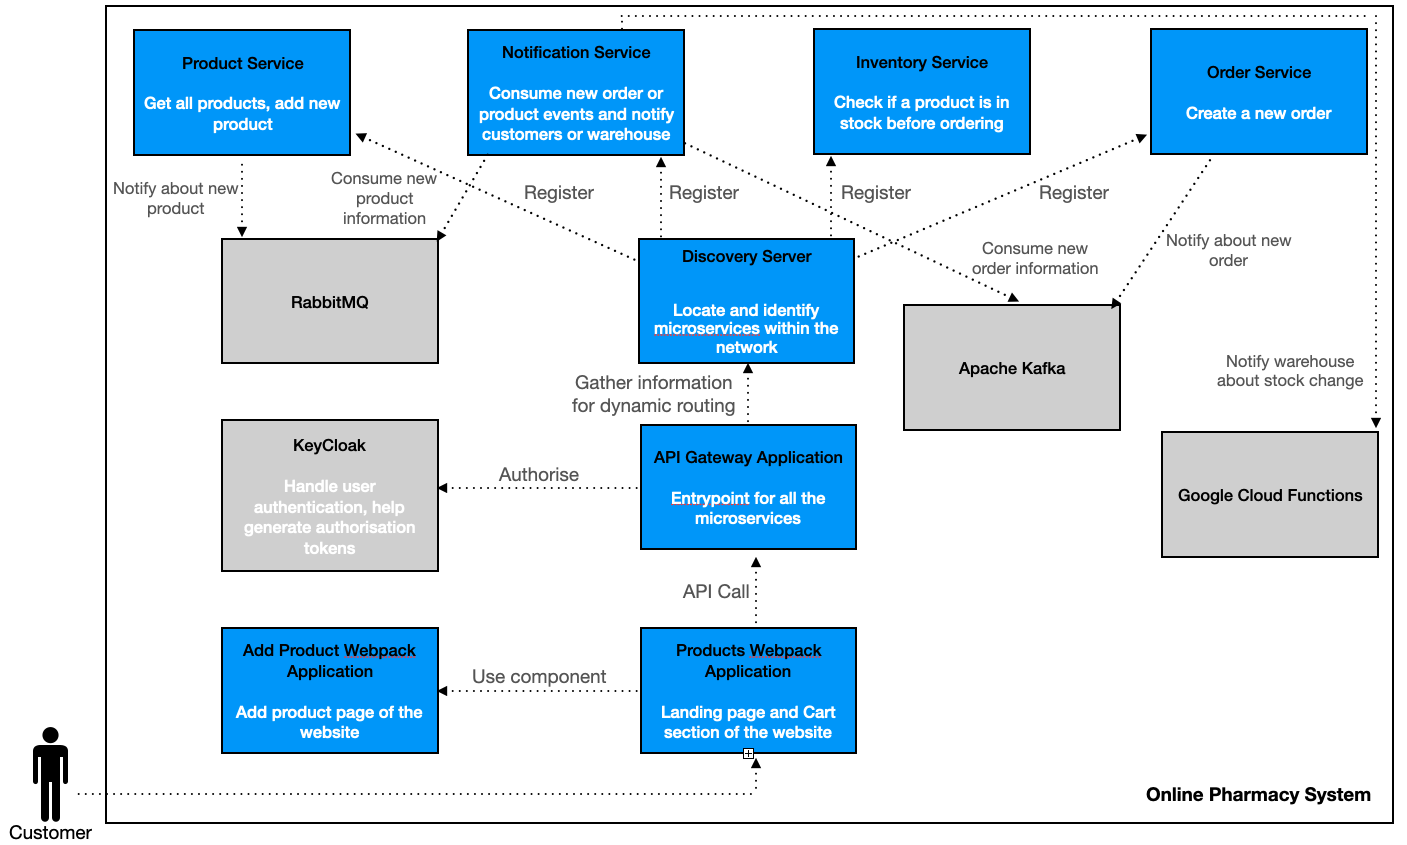 Product Service
Get all products, add new
product
Notification Service
Consume new order or
product events and notify
customers or warehouse
Inventory Service
Check if a product is in
stock before ordering
Order Service
Create a new order
Notify about new
product
Consume new
product
information
Register
Register
Register
Register
Consume new
order information
Notify about new
order
RabbitMQ
Discovery Server
Locate and identify
microservices within the
network
Apache Kafka
Notify warehouse
about stock change
Gather information
for dynamic routing
KeyCloak
Handle user
authentication, help
generate authorisation
tokens
Authorise
API Gateway Application
Entrypoint for all the
microservices
Google Cloud Functions
API Call
Add Product Webpack
Application
Add product page of the
website
Use component
Products Webpack
Application
Landing page and Cart
section of the website
Online Pharmacy System
Customer